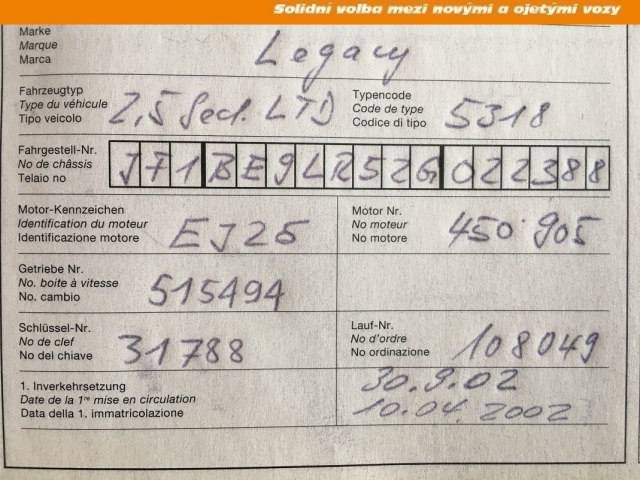 Solidní volba mezi novými a ojetými vozy
Marke
Marque
Marca
Legacy
Fahrzeugtyp
Type du véhicule
Tipo veicolo
2,5 Sed. LTD
Typencode
Code de type
Codice di tipo
5318
Fahrgestell-Nr.
No de châssis
Telaio no
JF1BE9LR52G022388
Motor-Kennzeichen
Identification du moteur
Identificazione motore
EJ25
Motor Nr.
No moteur
No motore
450 905
Getriebe Nr.
No. boite à vitesse
No. cambio
515494
Schlüssel-Nr.
No de clef
No del chiave
31788
Lauf-Nr.
No d'ordre
No ordinazione
108049
1. Inverkehrsetzung
Date de la 1re mise en circulation
Data della 1. immatricolazione
30.9.02
10.04.2002